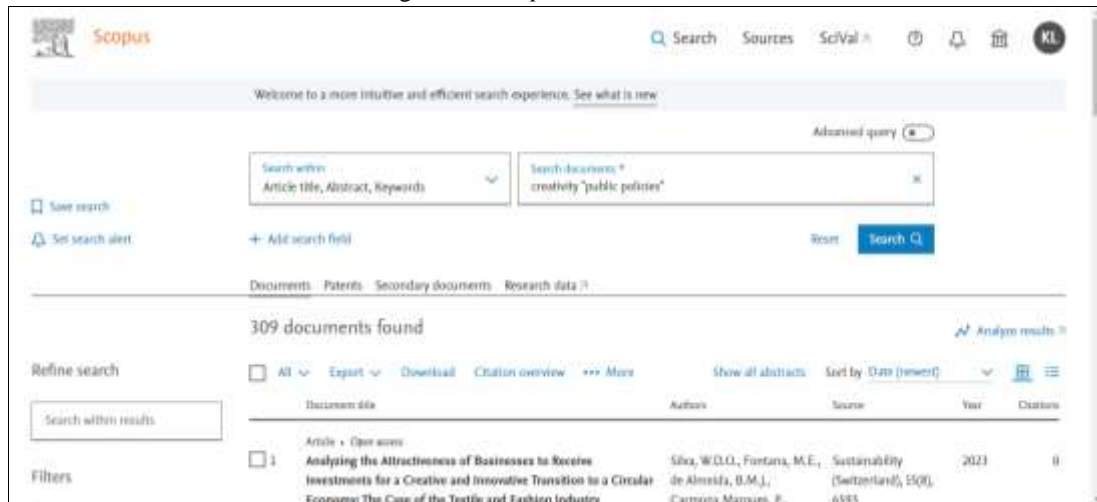 Scopus
Search Sources SciVal
KL
Welcome to a more intuitive and efficient search experience. See what is new
Advanced query
Search within
Article title, Abstract, Keywords
Search documents *
creativity "public policies"
Save search
Set search alert
+ Add search field
Reset Search
Documents Patents Secondary documents Research data
309 documents found
Analyze results
Refine search
All Export Download Citation overview ••• More Show all abstracts Sort by Date (newest)
Search within results
Document title Authors Source Year Citations
Article • Open access
1 Analyzing the Attractiveness of Businesses to Receive Silva, W.D.O., Fontana, M.E., Sustainability 2023 0
Filters
Investments for a Creative and Innovative Transition to a Circular de Almeida, B.M.J., (Switzerland), 15(8),
Economy: The Case of the Textile and Fashion Industry Carmona Marques, P. 6593